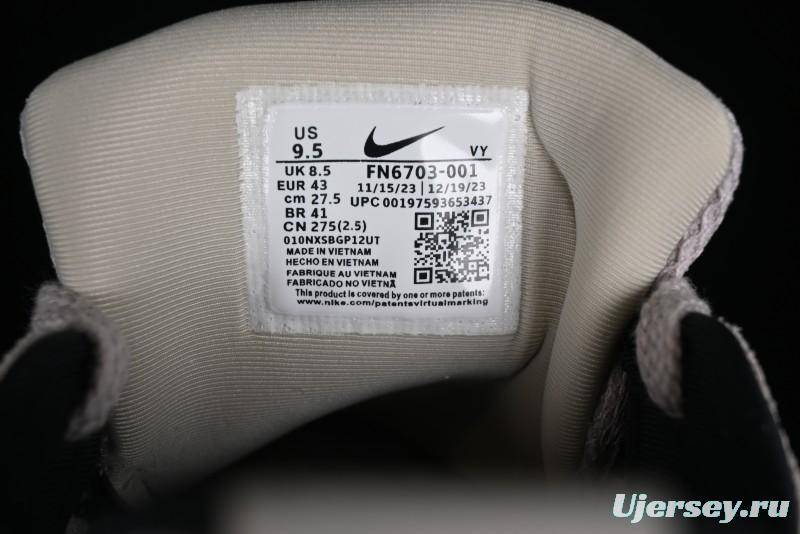 US
9.5
VY
UK 8.5
EUR 43
cm 27.5
BR 41
CN 275(2.5)
FN6703-001
11/15/23 | 12/19/23
UPC 00197593653437
010NXSBGP12UT
MADE IN VIETNAM
HECHO EN VIETNAM
FABRIQUE AU VIETNAM
FABRICADO NO VIETNÃ
This product is covered by one or more patents:
www.nike.com/patentsvirtualmarking
Ujersey.ru